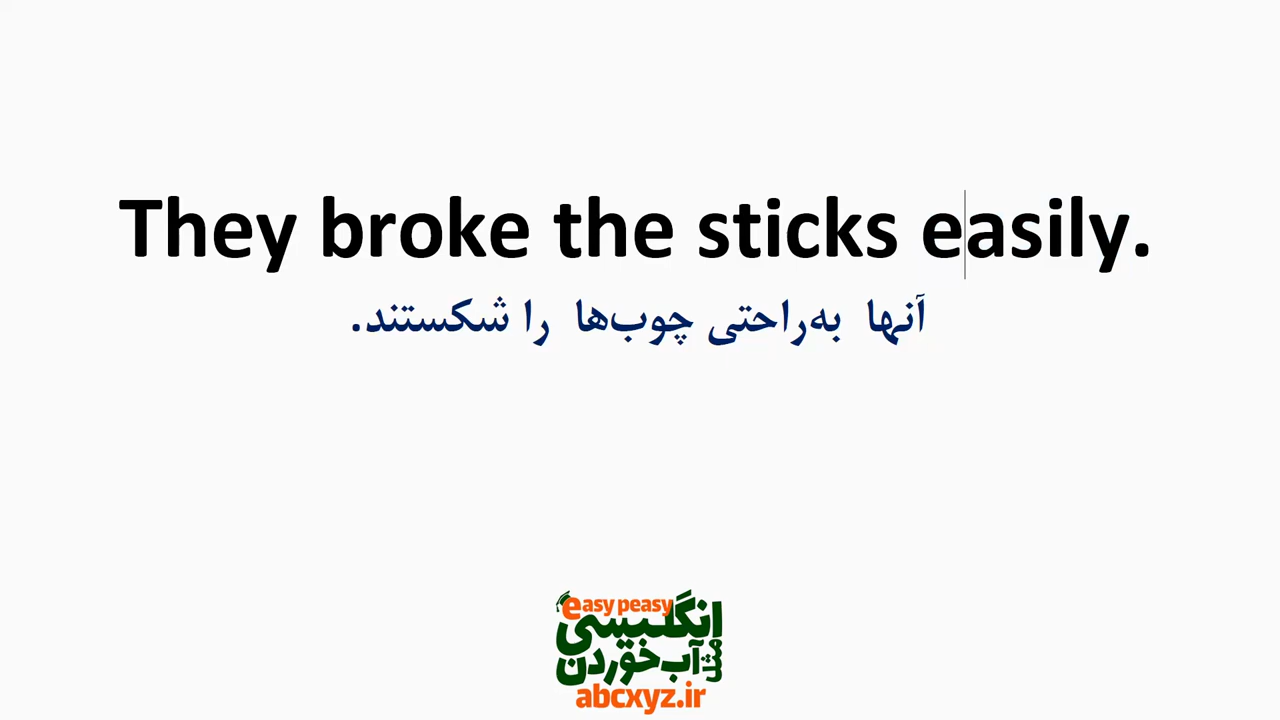 They broke the sticks easily.
آنها به‌راحتی چوب‌ها را شکستند.
easy peasy
انگلیسی
مثل آب خوردن
abcxyz.ir